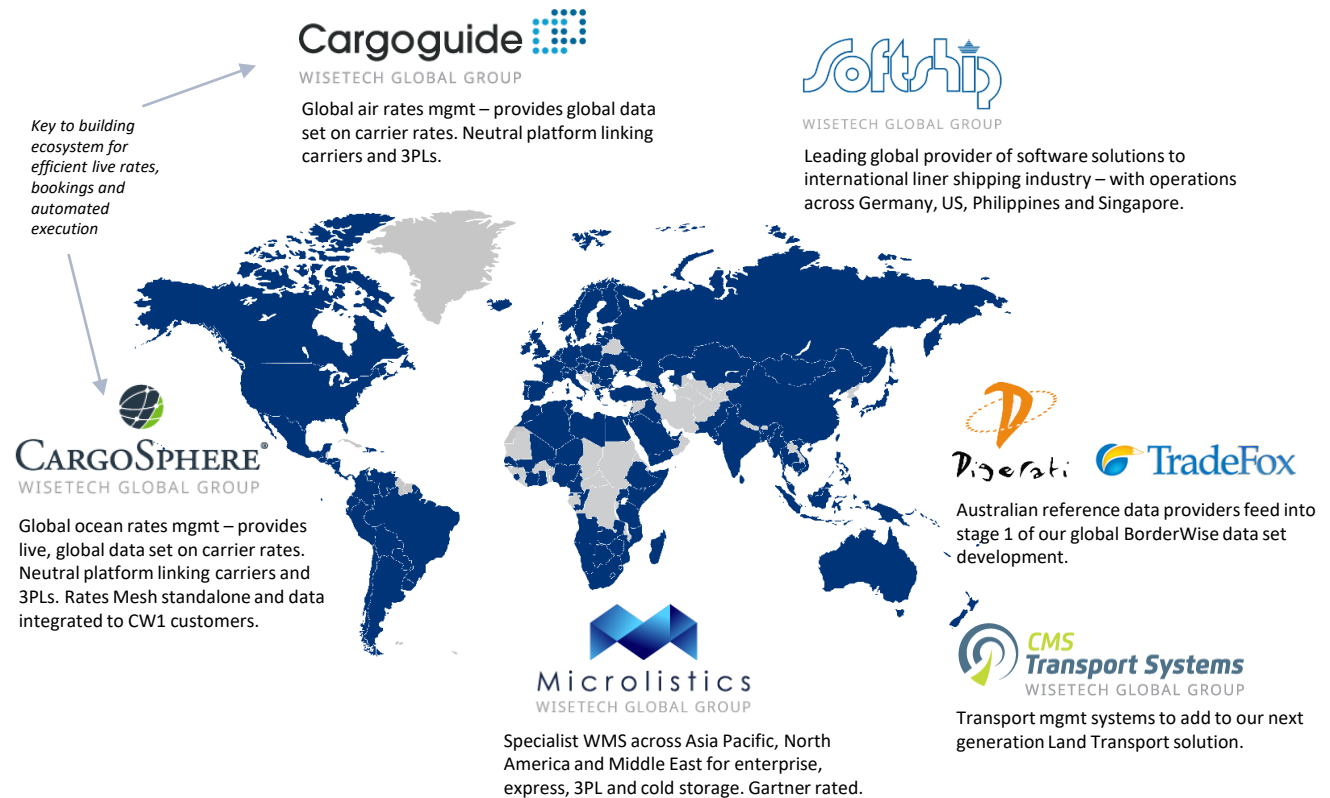 Cargoguide
WISETECH GLOBAL GROUP
Global air rates mgmt – provides global data
set on carrier rates. Neutral platform linking
carriers and 3PLs.
Softship
WISETECH GLOBAL GROUP
Leading global provider of software solutions to
international liner shipping industry – with operations
across Germany, US, Philippines and Singapore.
Key to building
ecosystem for
efficient live rates,
bookings and
automated
execution
CARGOSPHERE®
WISETECH GLOBAL GROUP
Global ocean rates mgmt – provides
live, global data set on carrier rates.
Neutral platform linking carriers and
3PLs. Rates Mesh standalone and data
integrated to CW1 customers.
D
Digerati
TradeFox
Australian reference data providers feed into
stage 1 of our global BorderWise data set
development.
Microlistics
WISETECH GLOBAL GROUP
Specialist WMS across Asia Pacific, North
America and Middle East for enterprise,
express, 3PL and cold storage. Gartner rated.
CMS
Transport Systems
WISETECH GLOBAL GROUP
Transport mgmt systems to add to our next
generation Land Transport solution.